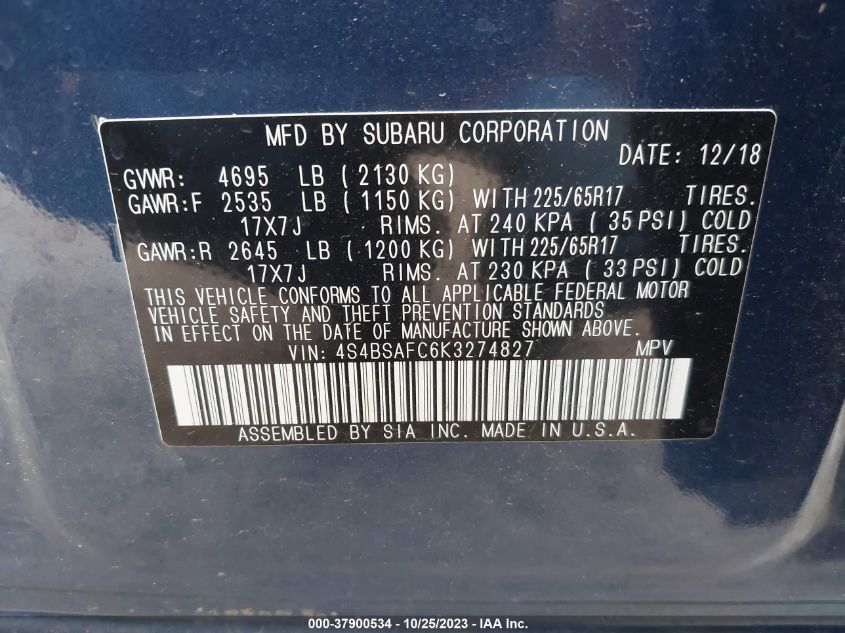 MFD BY SUBARU CORPORATION
DATE: 12/18
GVWR: 4695 LB ( 2130 KG)
GAWR:F 2535 LB ( 1150 KG) WITH 225/65R17 TIRES.
17X7J RIMS. AT 240 KPA ( 35 PSI) COLD
GAWR:R 2645 LB ( 1200 KG) WITH 225/65R17 TIRES.
17X7J RIMS. AT 230 KPA ( 33 PSI) COLD
THIS VEHICLE CONFORMS TO ALL APPLICABLE FEDERAL MOTOR
VEHICLE SAFETY AND THEFT PREVENTION STANDARDS
IN EFFECT ON THE DATE OF MANUFACTURE SHOWN ABOVE.
VIN: 4S4BSAFC6K3274827 MPV
ASSEMBLED BY SIA INC. MADE IN U.S.A.
000-37900534 - 10/25/2023 - © IAA Inc.